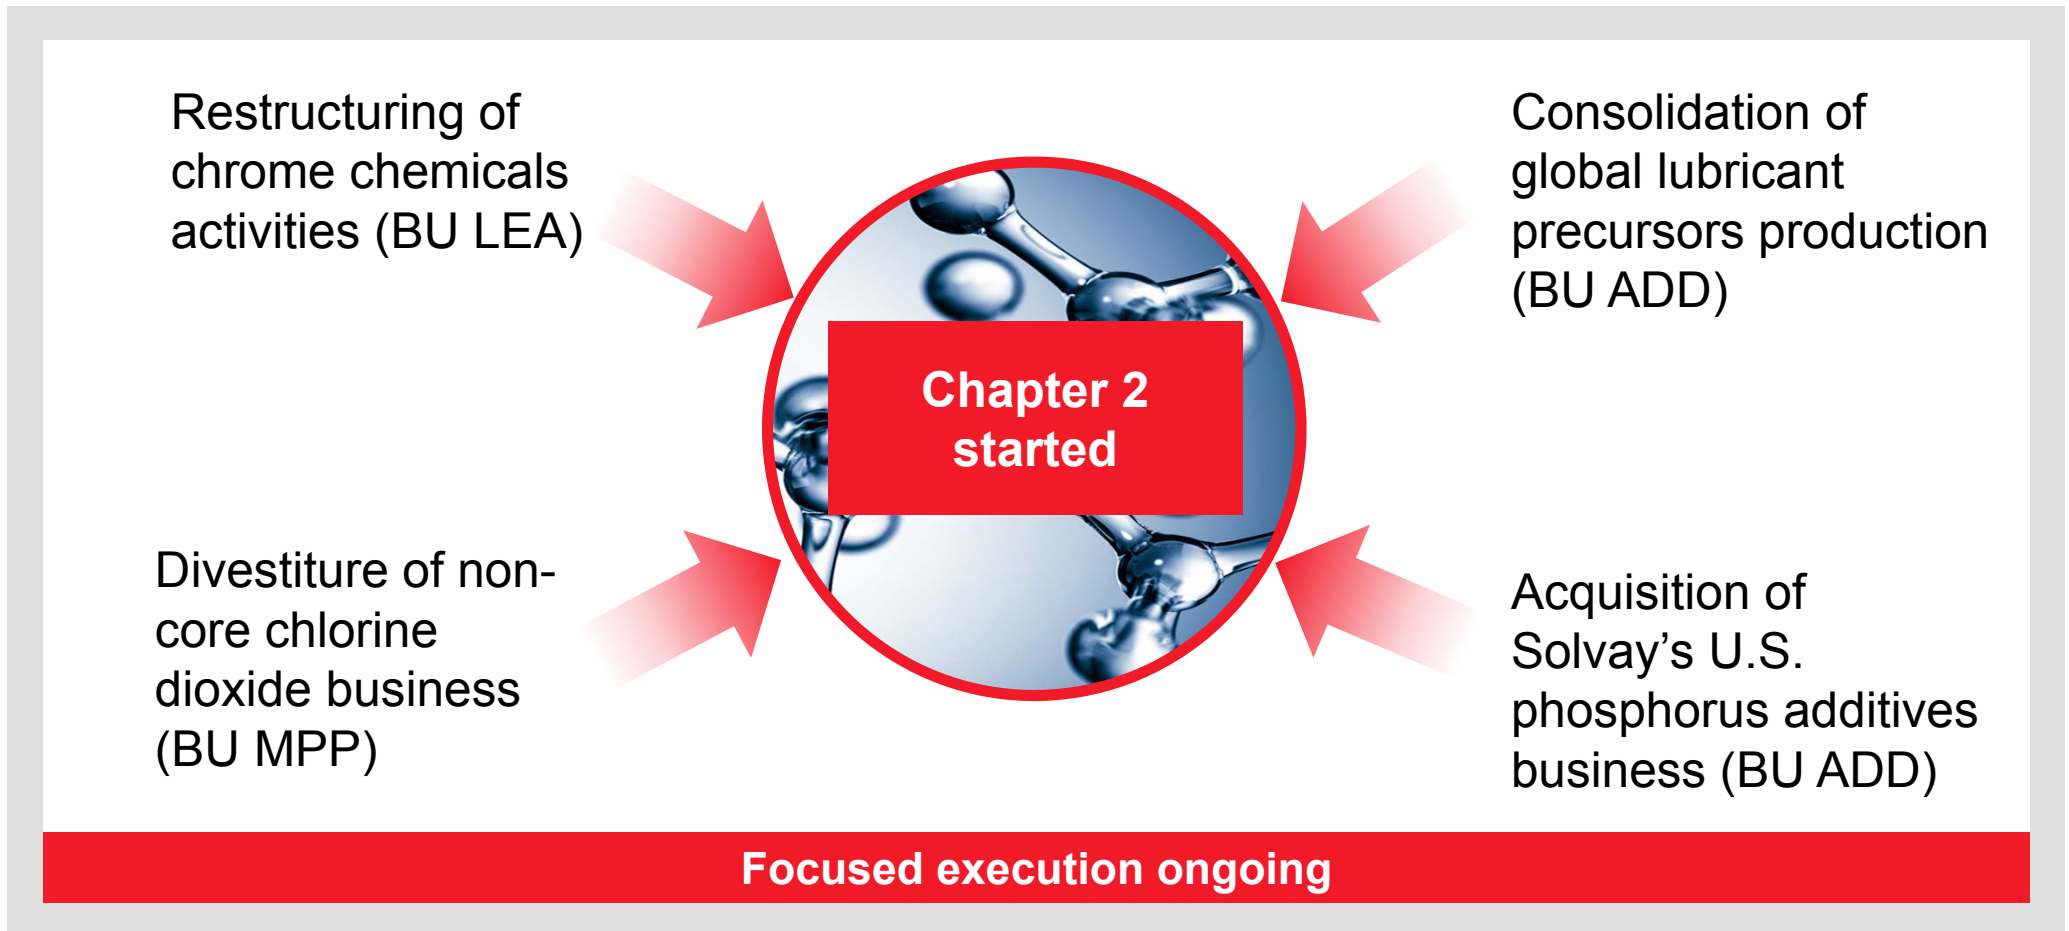 Restructuring of
chrome chemicals
activities (BU LEA)
Consolidation of
global lubricant
precursors production
(BU ADD)
Chapter 2
started
Divestiture of non-
core chlorine
dioxide business
(BU MPP)
Acquisition of
Solvay’s U.S.
phosphorus additives
business (BU ADD)
Focused execution ongoing